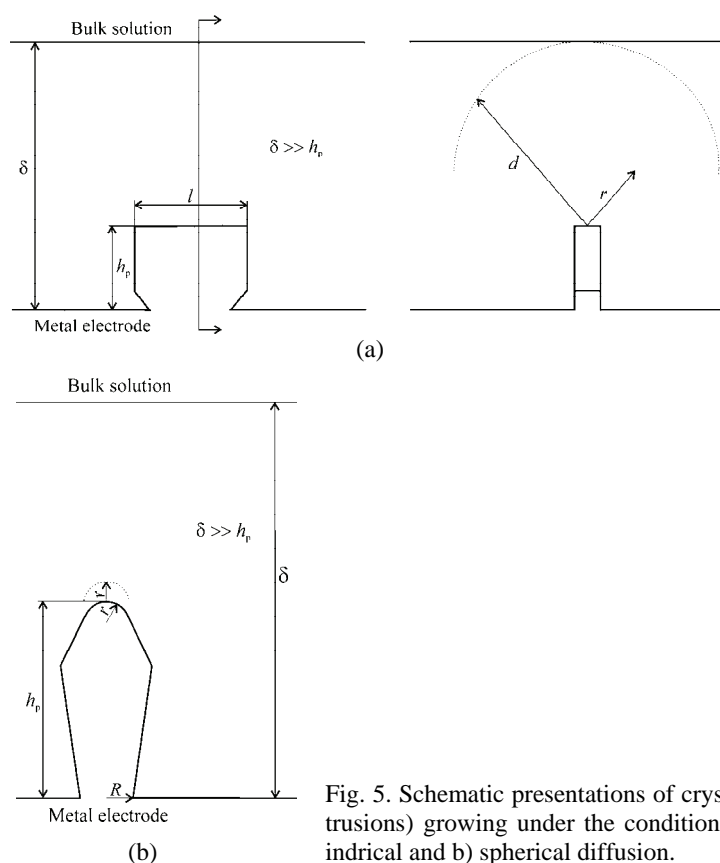 Bulk solution
δ
δ >> hp
l
hp
d
r
Metal electrode
(a)
Bulk solution
δ >> hp
δ
r
r
hp
R
Metal electrode
(b)
Fig. 5. Schematic presentations of crys
trusions) growing under the condition
indrical and b) spherical diffusion.